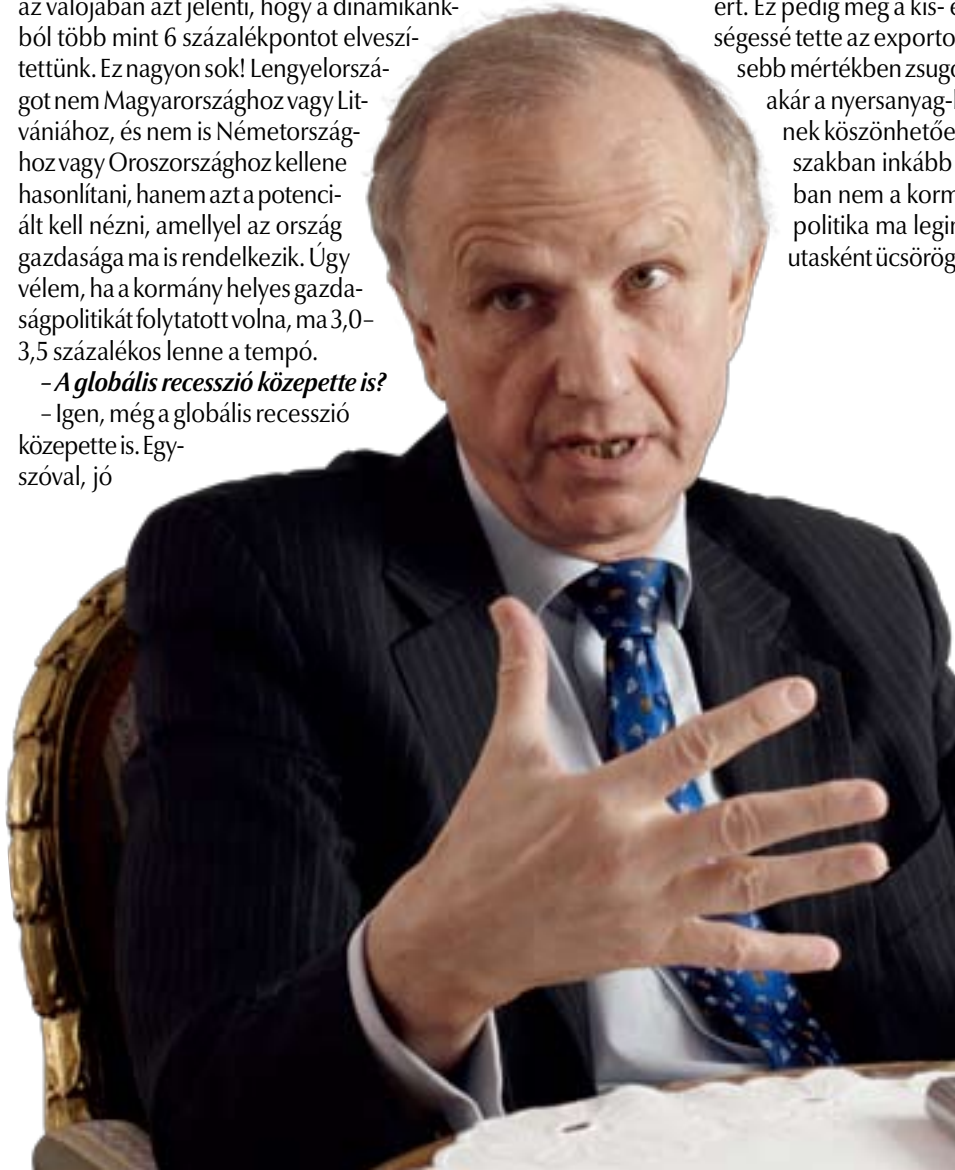 az valójában azt jelenti, hogy a dinamikánk-
ból több mint 6 százalékpontot elveszí-
tettünk. Ez nagyon sok! Lengyelorszá-
got nem Magyarországhoz vagy Lit-
vániához, és nem is Németország-
hoz vagy Oroszországhoz kellene
hasonlítani, hanem azt a potenci-
ált kell nézni, amellyel az ország
gazdasága ma is rendelkezik. Úgy
vélem, ha a kormány helyes gazda-
ságpolitikát folytatott volna, ma 3,0–
3,5 százalékos lenne a tempó.
– A globális recesszió közepette is?
– Igen, még a globális recesszió
közepette is. Egy-
szóval, jó
ért. Ez pedig még a kis-
ségessé tette az exporto
sebb mértékben zsugo
akár a nyersanyag-
nek köszönhetőe
szakban inkább
ban nem a korm
politika ma legin
utasként ücsörög